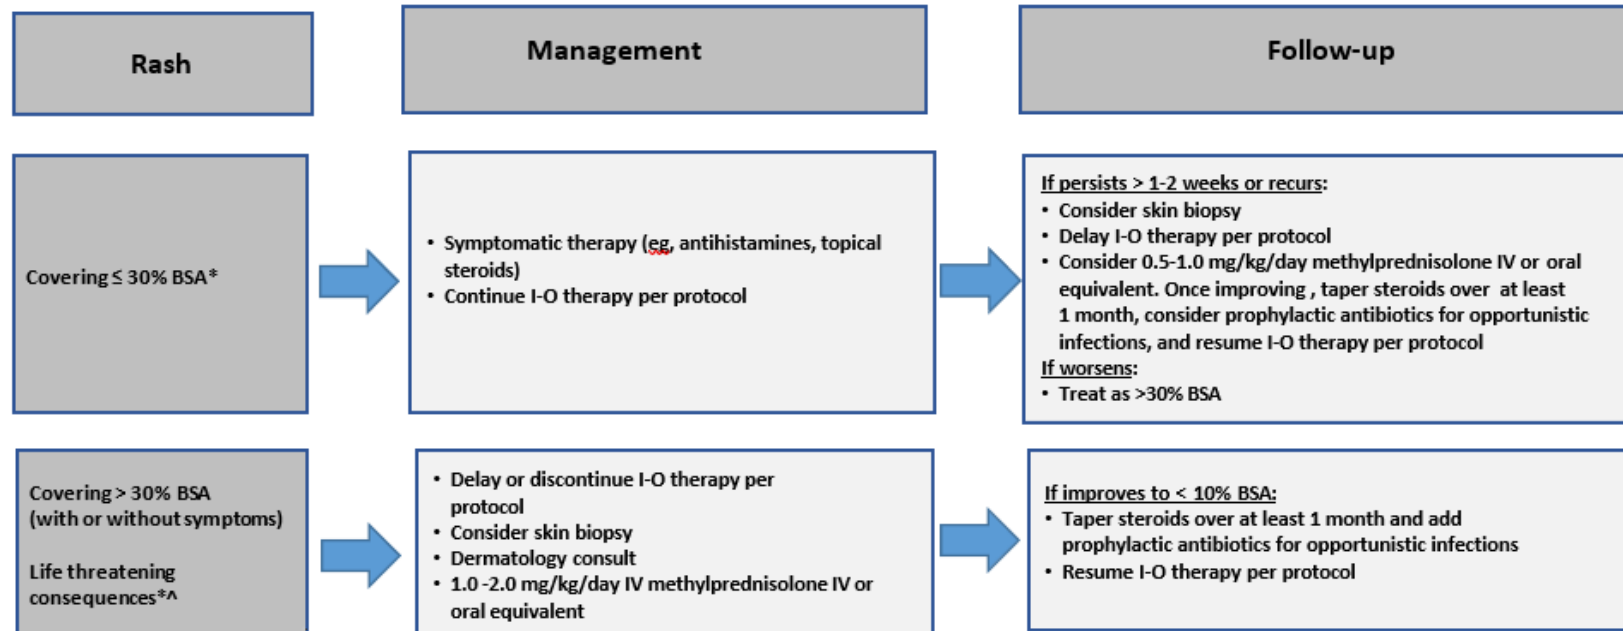 Rash
Management
Follow-up
Covering ≤ 30% BSA*
• Symptomatic therapy (eg, antihistamines, topical
steroids)
• Continue I-O therapy per protocol
If persists > 1-2 weeks or recurs:
• Consider skin biopsy
• Delay I-O therapy per protocol
• Consider 0.5-1.0 mg/kg/day methylprednisolone IV or oral
equivalent. Once improving , taper steroids over at least
1 month, consider prophylactic antibiotics for opportunistic
infections, and resume I-O therapy per protocol
If worsens:
• Treat as >30% BSA
Covering > 30% BSA
(with or without symptoms)
Life threatening
consequences*^
• Delay or discontinue I-O therapy per
protocol
• Consider skin biopsy
• Dermatology consult
• 1.0 -2.0 mg/kg/day IV methylprednisolone IV or
oral equivalent
If improves to < 10% BSA:
• Taper steroids over at least 1 month and add
prophylactic antibiotics for opportunistic infections
• Resume I-O therapy per protocol